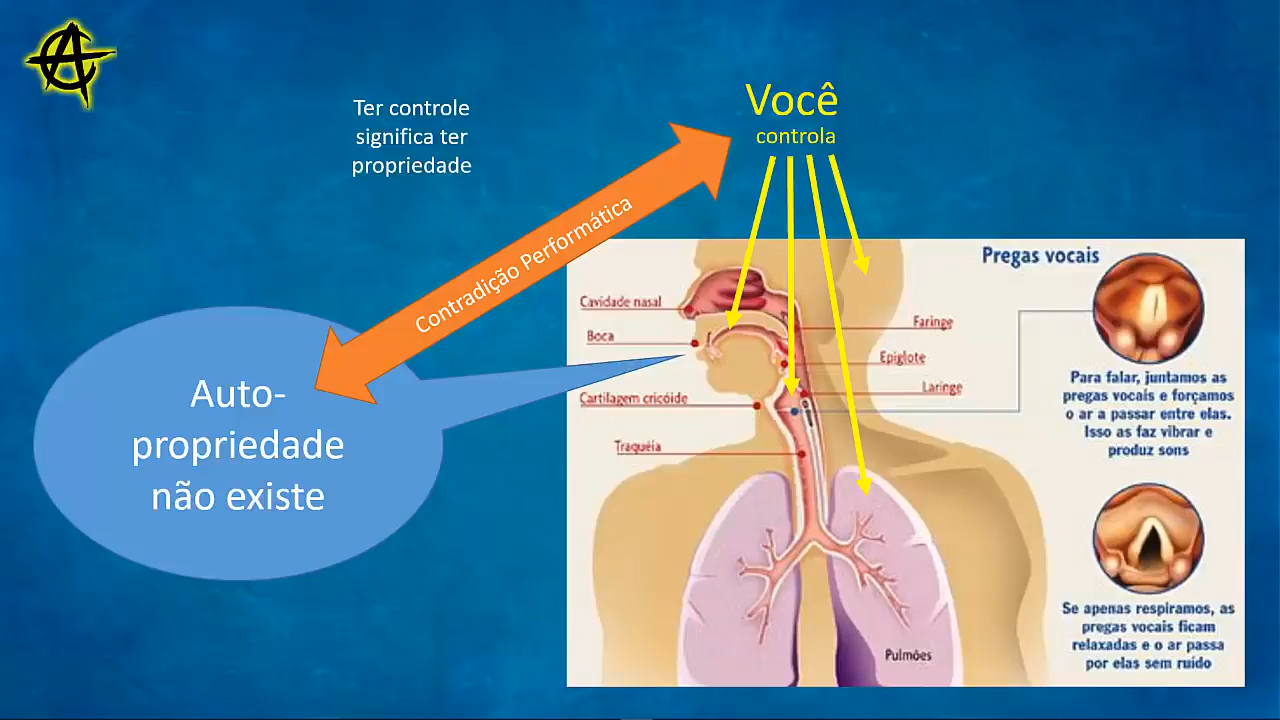 Ter controle
significa ter
propriedade
Você
controla
Contradição Performática
Auto-
propriedade
não existe
Pregas vocais
Cavidade nasal
Boca
Cartilagem cricóide
Traquéia
Faringe
Epiglote
Laringe
Pulmões
Para falar, juntamos as
pregas vocais e forçamos
o ar a passar entre elas.
Isso as faz vibrar e
produz sons
Se apenas respiramos, as
pregas vocais ficam
relaxadas e o ar passa
por elas sem ruído